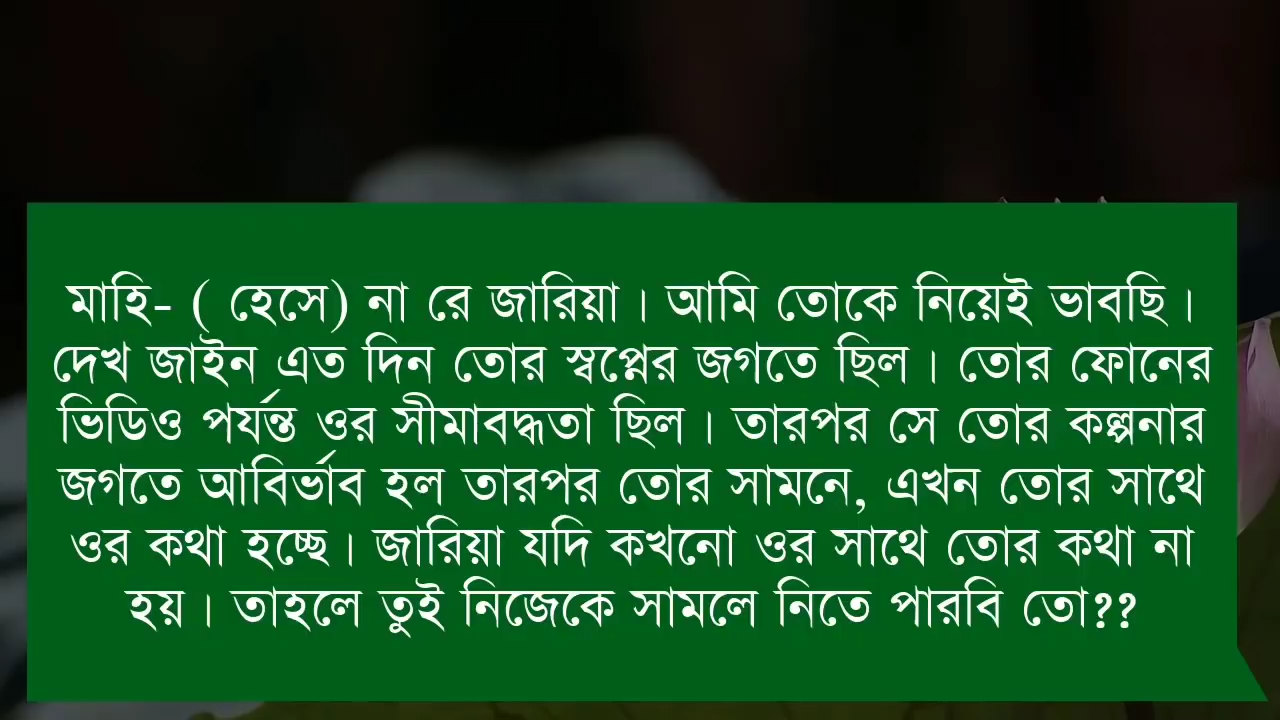 মাহি- ( হেসে) না রে জারিয়া। আমি তোকে নিয়েই ভাবছি।
দেখ জাইন এত দিন তোর স্বপ্নের জগতে ছিল। তোর ফোনের
ভিডিও পর্যন্ত ওর সীমাবদ্ধতা ছিল। তারপর সে তোর কল্পনার
জগতে আবির্ভাব হল তারপর তোর সামনে, এখন তোর সাথে
ওর কথা হচ্ছে। জারিয়া যদি কখনো ওর সাথে তোর কথা না
হয়। তাহলে তুই নিজেকে সামলে নিতে পারবি তো??